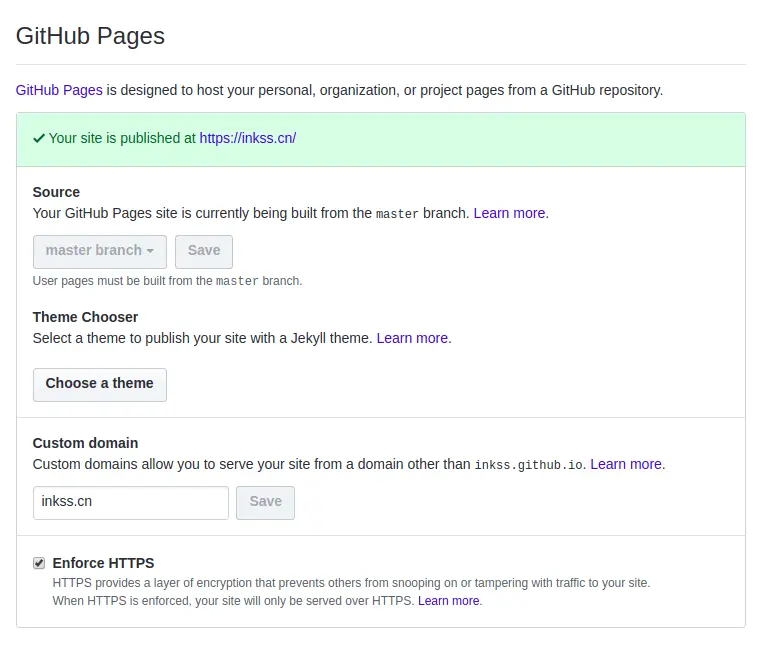 GitHub Pages
GitHub Pages is designed to host your personal, organization, or project pages from a GitHub repository.
Your site is published at https://inkss.cn/
Source
Your GitHub Pages site is currently being built from the master branch. Learn more.
master branch Save
User pages must be built from the master branch.
Theme Chooser
Select a theme to publish your site with a Jekyll theme. Learn more.
Choose a theme
Custom domain
Custom domains allow you to serve your site from a domain other than inkss.github.io. Learn more.
inkss.cn Save
Enforce HTTPS
HTTPS provides a layer of encryption that prevents others from snooping on or tampering with traffic to your site.
When HTTPS is enforced, your site will only be served over HTTPS. Learn more.